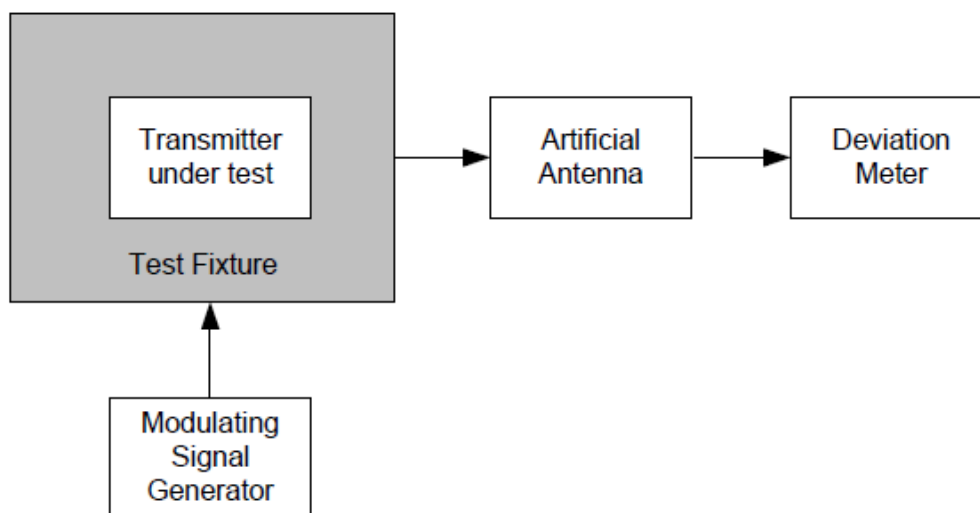 Transmitter
under test
Test Fixture
Artificial
Antenna
Deviation
Meter
Modulating
Signal
Generator